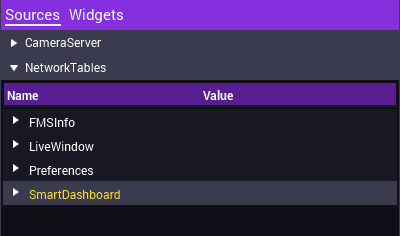 Sources Widgets
CameraServer
NetworkTables
Name Value
FMSInfo
LiveWindow
Preferences
SmartDashboard